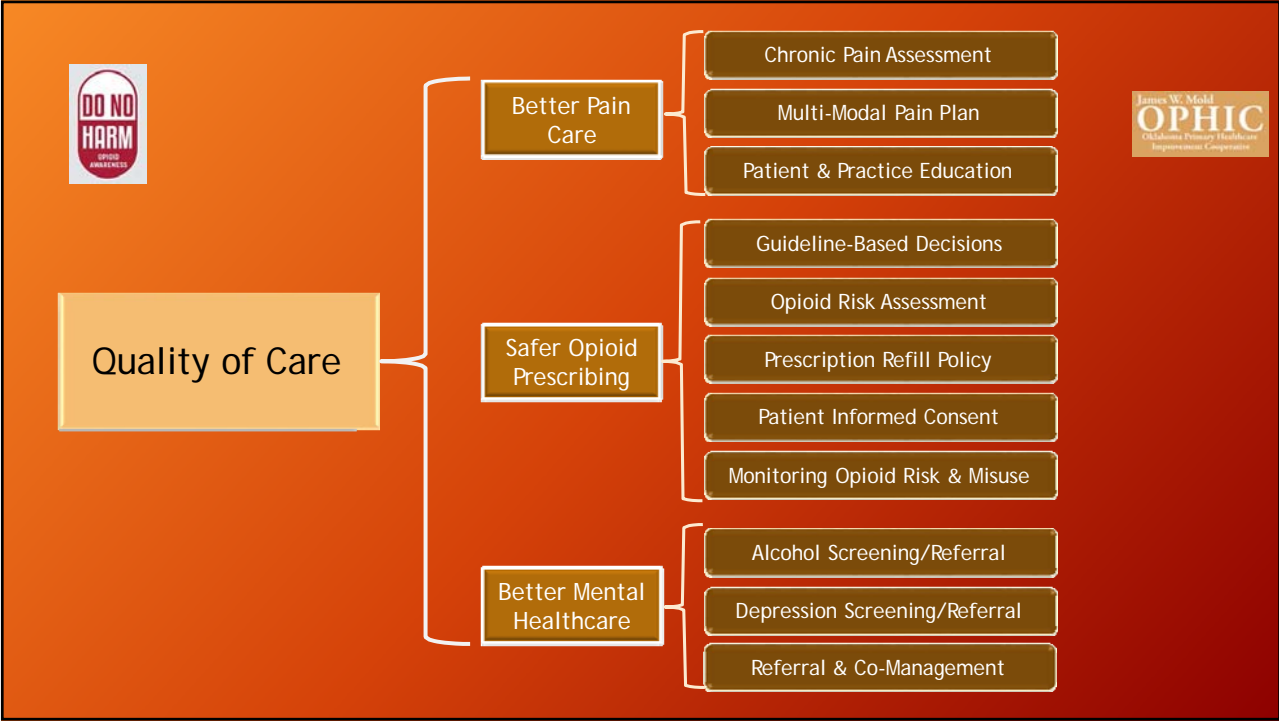 DO NO
HARM
OPIOID
AWARENESS
James W. Mold
OPHIC
Oklahoma Primary Healthcare
Improvement Cooperative
Quality of Care
Better Pain
Care
Chronic Pain Assessment
Multi-Modal Pain Plan
Patient & Practice Education
Safer Opioid
Prescribing
Guideline-Based Decisions
Opioid Risk Assessment
Prescription Refill Policy
Patient Informed Consent
Monitoring Opioid Risk & Misuse
Better Mental
Healthcare
Alcohol Screening/Referral
Depression Screening/Referral
Referral & Co-Management